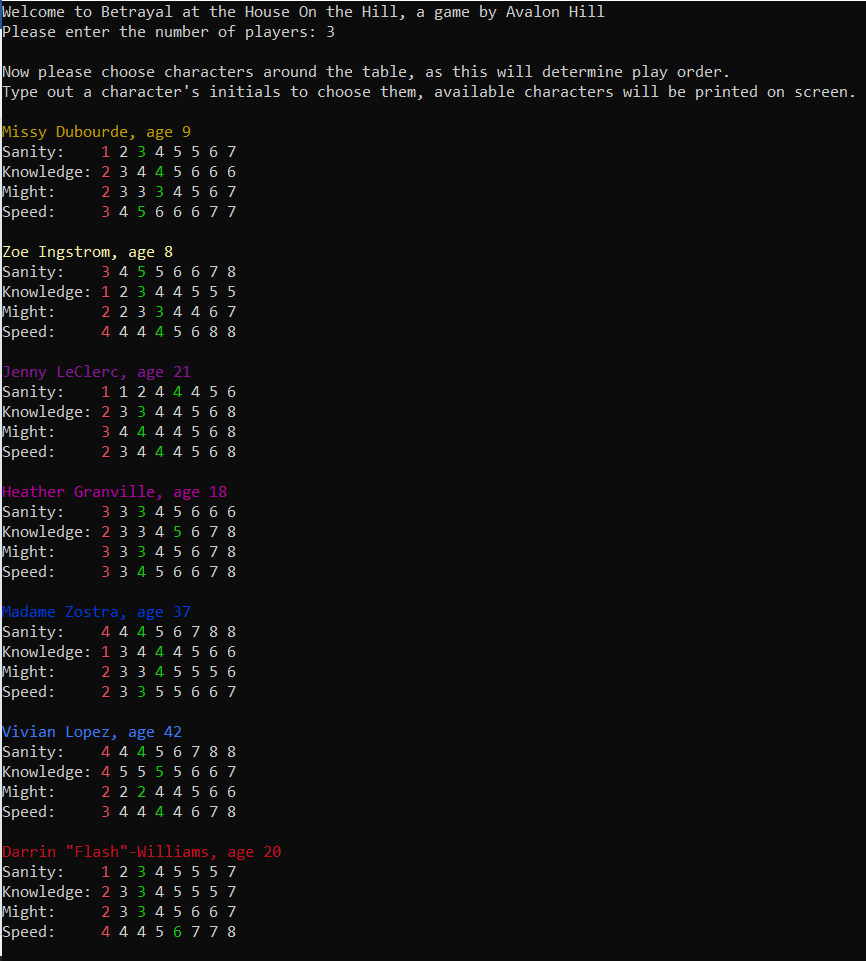 Welcome to Betrayal at the House On the Hill, a game by Avalon Hill
Please enter the number of players: 3
Now please choose characters around the table, as this will determine play order.
Type out a character's initials to choose them, available characters will be printed on screen.
Missy Dubourde, age 9
Sanity: 1 2 3 4 5 5 6 7
Knowledge: 2 3 4 4 5 6 6 6
Might: 2 3 3 3 4 5 6 7
Speed: 3 4 5 6 6 6 7 7
Zoe Ingstrom, age 8
Sanity: 3 4 5 5 6 6 7 8
Knowledge: 1 2 3 4 4 5 5 5
Might: 2 2 3 3 4 4 6 7
Speed: 4 4 4 4 5 6 8 8
Jenny LeClerc, age 21
Sanity: 1 1 2 4 4 4 5 6
Knowledge: 2 3 3 4 4 5 6 8
Might: 3 4 4 4 4 5 6 8
Speed: 2 3 4 4 4 5 6 8
Heather Granville, age 18
Sanity: 3 3 3 4 5 6 6 6
Knowledge: 2 3 3 4 5 6 7 8
Might: 3 3 3 4 5 6 7 8
Speed: 3 3 4 5 6 6 7 8
Madame Zostra, age 37
Sanity: 4 4 4 5 6 7 8 8
Knowledge: 1 3 4 4 4 5 6 6
Might: 2 3 3 4 5 5 5 6
Speed: 2 3 3 5 5 6 6 7
Vivian Lopez, age 42
Sanity: 4 4 4 5 6 7 8 8
Knowledge: 4 5 5 5 5 6 6 7
Might: 2 2 2 4 4 5 6 6
Speed: 3 4 4 4 4 6 7 8
Darrin "Flash"-Williams, age 20
Sanity: 1 2 3 4 5 5 5 7
Knowledge: 2 3 3 4 5 5 5 7
Might: 2 3 3 4 5 6 6 7
Speed: 4 4 4 5 6 7 7 8